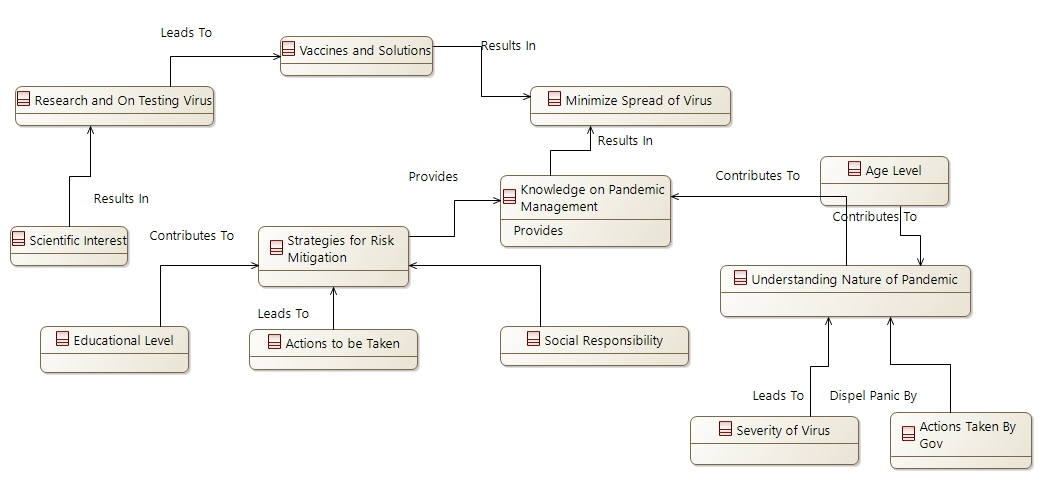 Leads To
Vaccines and Solutions
Results In
Research and On Testing Virus
Minimize Spread of Virus
Results In
Provides
Contributes To
Age Level
Knowledge on Pandemic
Management
Provides
Results In
Contributes To
Contributes To
Scientific Interest
Strategies for Risk
Mitigation
Understanding Nature of Pandemic
Leads To
Educational Level
Actions to be Taken
Social Responsibility
Leads To
Dispel Panic By
Severity of Virus
Actions Taken By
Gov